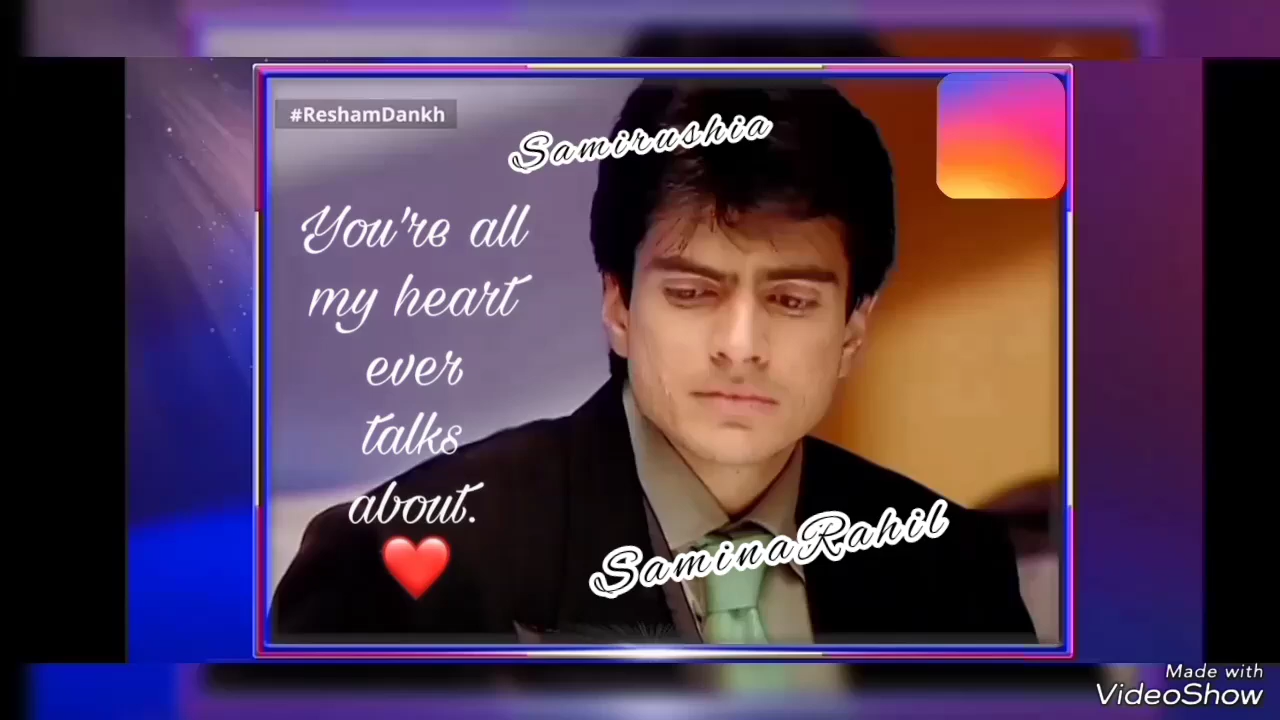 #ReshamDankh
Samirushia
You're all
my heart
ever
talks
about.
SaminaRahil
Made with
VideoShow